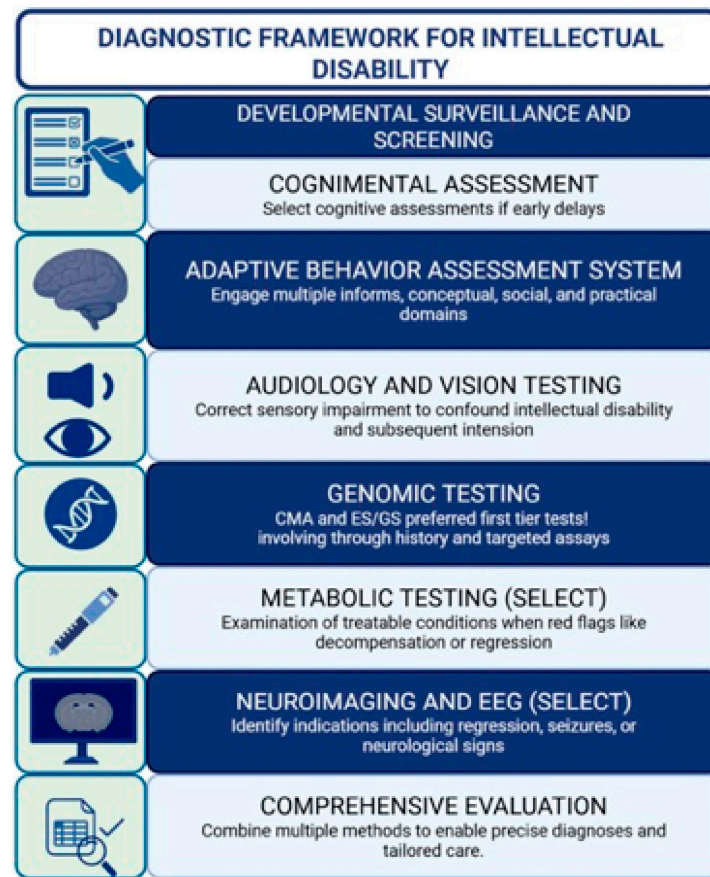 DIAGNOSTIC FRAMEWORK FOR INTELLECTUAL
DISABILITY
DEVELOPMENTAL SURVEILLANCE AND
SCREENING
COGNIMENTAL ASSESSMENT
Select cognitive assessments if early delays
ADAPTIVE BEHAVIOR ASSESSMENT SYSTEM
Engage multiple informs, conceptual, social, and practical
domains
AUDIOLOGY AND VISION TESTING
Correct sensory impairment to confound intellectual disability
and subsequent intension
GENOMIC TESTING
CMA and ES/GS preferred first tier tests!
involving through history and targeted assays
METABOLIC TESTING (SELECT)
Examination of treatable conditions when red flags like
decompensation or regression
NEUROIMAGING AND EEG (SELECT)
Identify indications including regression, seizures, or
neurological signs
COMPREHENSIVE EVALUATION
Combine multiple methods to enable precise diagnoses and
tailored care.